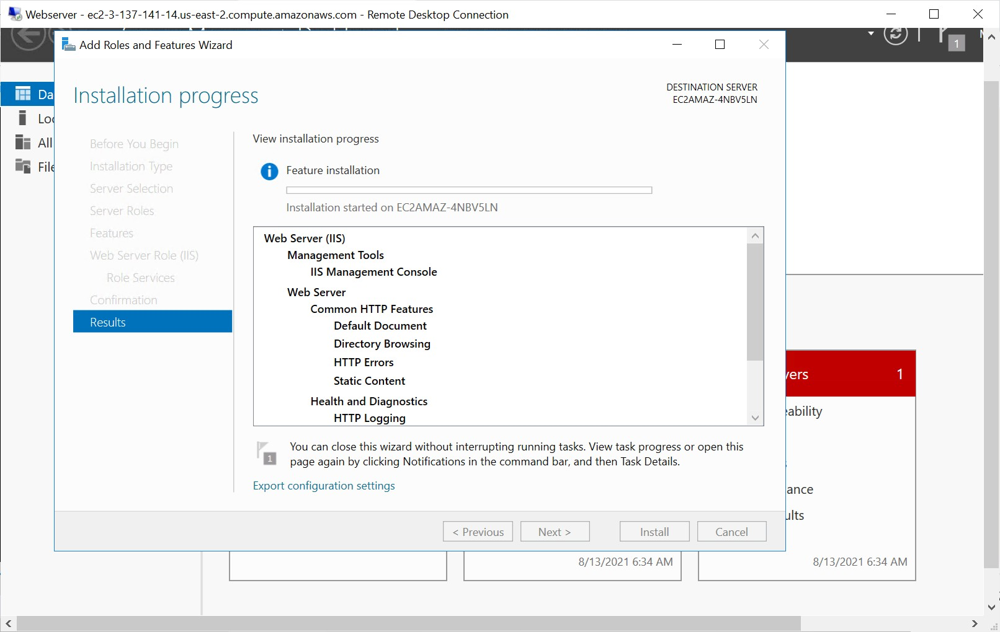 Webserver - ec2-3-137-141-14.us-east-2.compute.amazonaws.com - Remote Desktop Connection
Add Roles and Features Wizard
1
Installation progress
DESTINATION SERVER
EC2AMAZ-4NBV5LN
Da
Loc
All
File
Before You Begin
Installation Type
Server Selection
Server Roles
Features
Web Server Role (IIS)
Role Services
Confirmation
Results
View installation progress
Feature installation
Installation started on EC2AMAZ-4NBV5LN
Web Server (IIS)
Management Tools
IIS Management Console
Web Server
Common HTTP Features
Default Document
Directory Browsing
HTTP Errors
Static Content
Health and Diagnostics
HTTP Logging
1
You can close this wizard without interrupting running tasks. View task progress or open this
page again by clicking Notifications in the command bar, and then Task Details.
Export configuration settings
< Previous
Next >
Install
Cancel
vers 1
eability
s
ance
ults
8/13/2021 6:34 AM
8/13/2021 6:34 AM